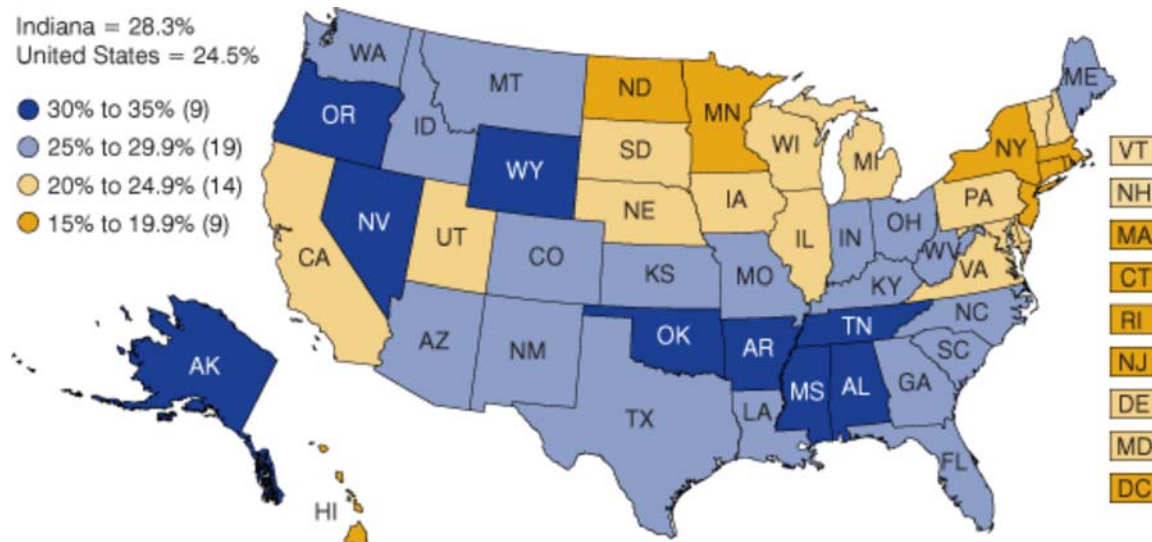 Indiana = 28.3%
United States = 24.5%
30% to 35% (9)
25% to 29.9% (19)
20% to 24.9% (14)
15% to 19.9% (9)
WA
MT
ND
MN
ME
OR
ID
SD
WI
MI
NY
VT
WY
NH
NV
NE
IA
PA
MA
CA
UT
CO
KS
MO
IL
IN
OH
WV
VA
CT
KY
RI
AZ
NM
OK
AR
TN
NC
SC
NJ
AK
TX
LA
MS
AL
GA
DE
FL
MD
HI
DC